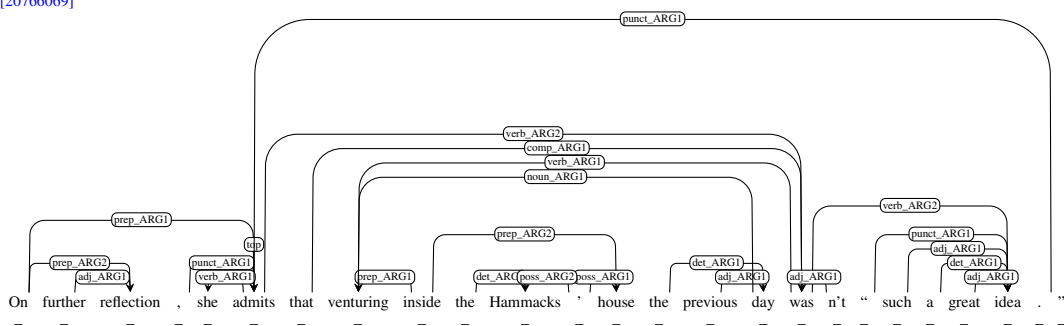 [20766069]
punct_ARG1
verb_ARG2
comp_ARG1
verb_ARG1
noun_ARG1
verb_ARG2
prep_ARG1
prep_ARG2
punct_ARG1
top
adj_ARG1
prep_ARG2
punct_ARG1
det_ARG1
det_ARG1
adj_ARG1
verb_ARG1
prep_ARG1
det_ARG
poss_ARG2
poss_ARG1
adj_ARG1
adj_ARG1
adj_ARG1
On further reflection , she admits that venturing inside the Hammacks ’ house the previous day was n’t “ such a great idea . ”